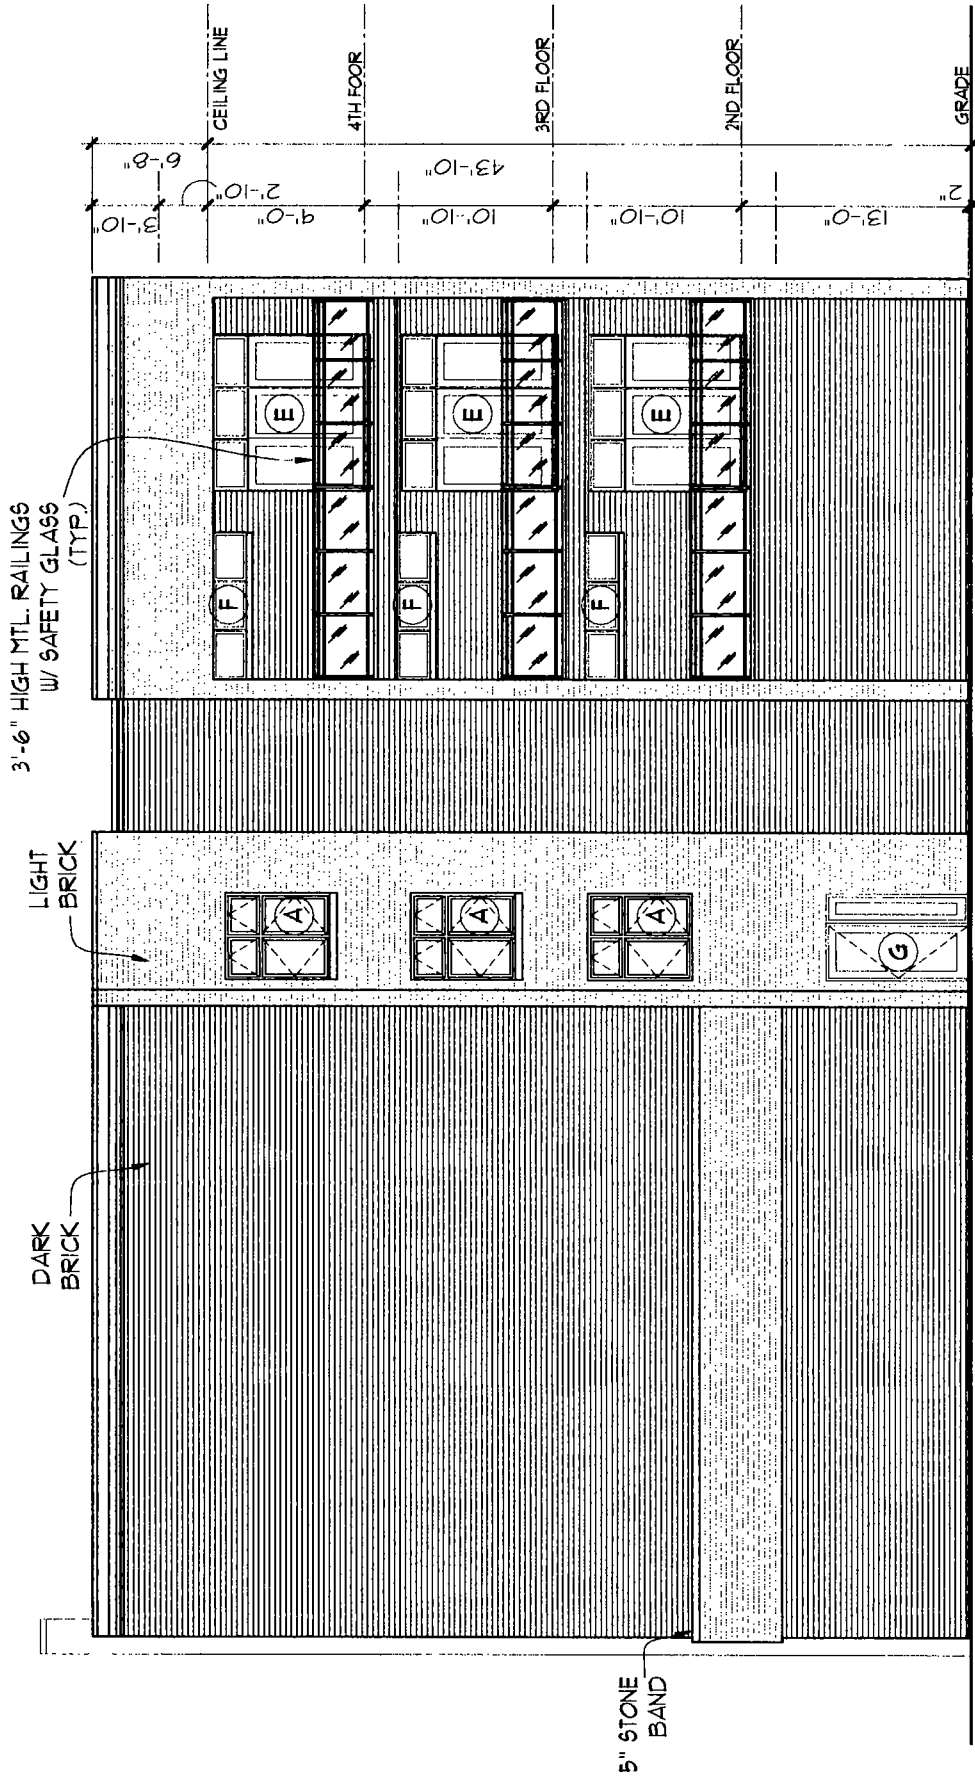 3'-6" HIGH MTL. RAILINGS
W/ SAFETY GLASS
(TYP.)
LIGHT
BRICK
DARK
BRICK
5" STONE
BAND
CEILING LINE
4TH FOOR
3RD FLOOR
2ND FLOOR
GRADE
6'-8"
43'-10"
3'-10"
2'-10"
9'-0"
10'-10"
10'-10"
13'-0"
2"
F
E
F
E
F
E
A
A
A
G